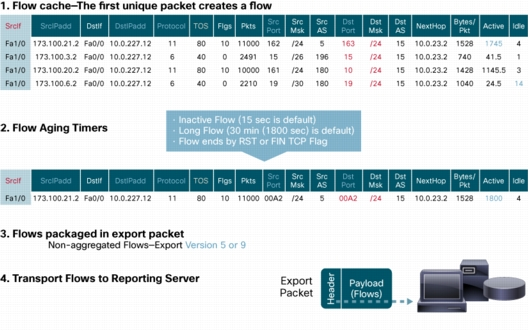 1. Flow cache—The first unique packet creates a flow
SrcIf SrcIPadd DstIf DstIPadd Protocol TOS Flgs Pkts Src Port Src Msk Src AS Dst Port Dst Msk Dst AS NextHop Bytes/Pkt Active Idle
Fa1/0 173.100.21.2 Fa0/0 10.0.227.12 11 80 10 11000 162 /24 5 163 /24 15 10.0.23.2 1528 1745 4
Fa1/0 173.100.3.2 Fa0/0 10.0.227.12 6 40 0 2491 15 /26 196 15 /24 15 10.0.23.2 740 41.5 1
Fa1/0 173.100.20.2 Fa0/0 10.0.227.12 11 80 10 10000 161 /24 180 10 /24 15 10.0.23.2 1428 1145.5 3
Fa1/0 173.100.6.2 Fa0/0 10.0.227.12 6 40 0 2210 19 /30 180 19 /24 15 10.0.23.2 1040 24.5 14
· Inactive Flow (15 sec is default)
2. Flow Aging Timers
· Long Flow (30 min (1800 sec) is default)
· Flow ends by RST or FIN TCP Flag
SrcIf SrcIPadd DstIf DstIPadd Protocol TOS Flgs Pkts Src Port Src Msk Src AS Dst Port Dst Msk Dst AS NextHop Bytes/Pkt Active Idle
Fa1/0 173.100.21.2 Fa0/0 10.0.227.12 11 80 10 11000 00A2 /24 5 00A2 /24 15 10.0.23.2 1528 1800 4
3. Flows packaged in export packet
Non-aggregated Flows—Export Version 5 or 9
4. Transport Flows to Reporting Server
Export Packet
Header
Payload (Flows)